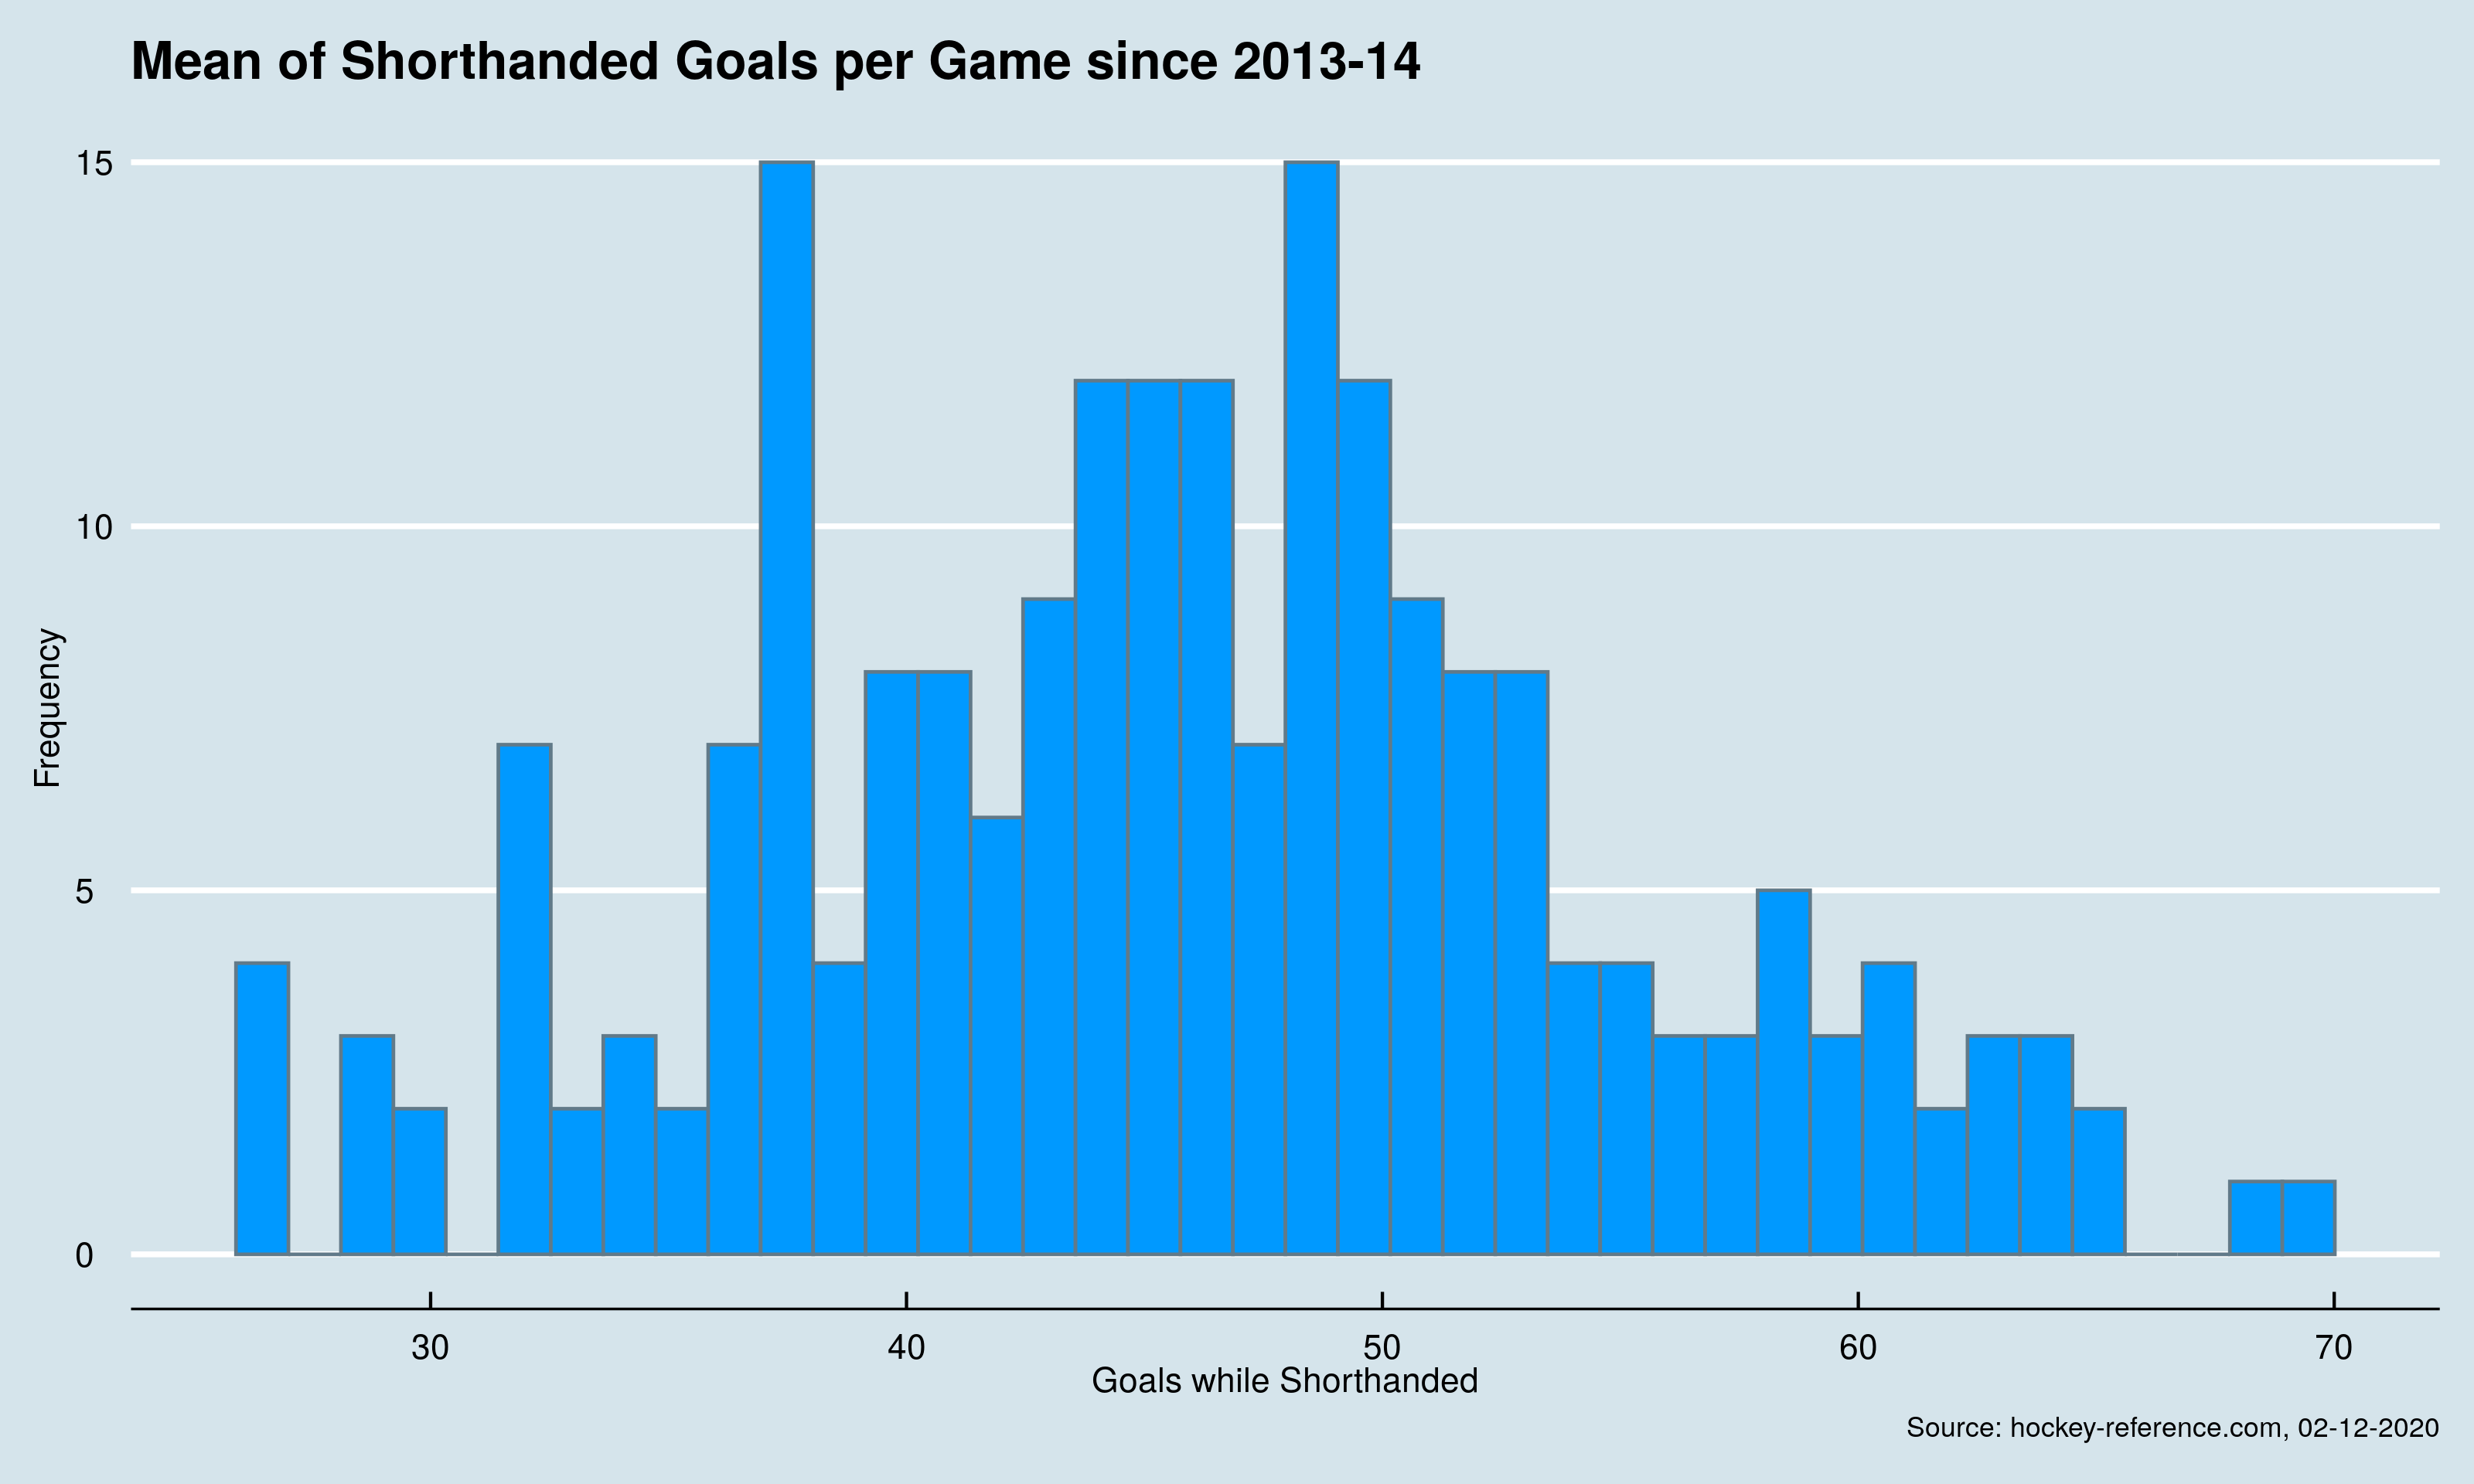 Mean of Shorthanded Goals per Game since 2013-14
15
10
5
0
Frequency
30 40 50 60 70
Goals while Shorthanded
Source: hockey-reference.com, 02-12-2020